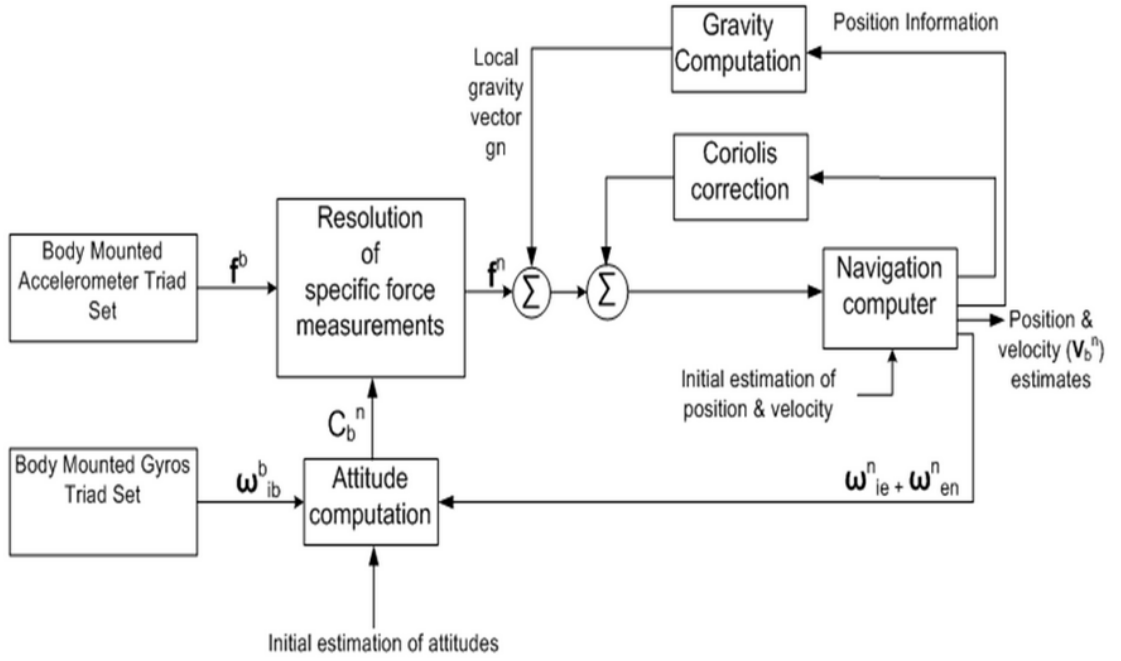 Gravity
Computation
Position Information
Local
gravity
vector
gn
Coriolis
correction
Resolution
of
specific force
measurements
Body Mounted
Accelerometer Triad
Set
f^b
f^n
Σ
Σ
Navigation
computer
Position &
velocity (V_b^n)
estimates
Initial estimation of
position & velocity
C_b^n
Body Mounted Gyros
Triad Set
ω^b_ib
Attitude
computation
ω^n_ie + ω^n_en
Initial estimation of attitudes